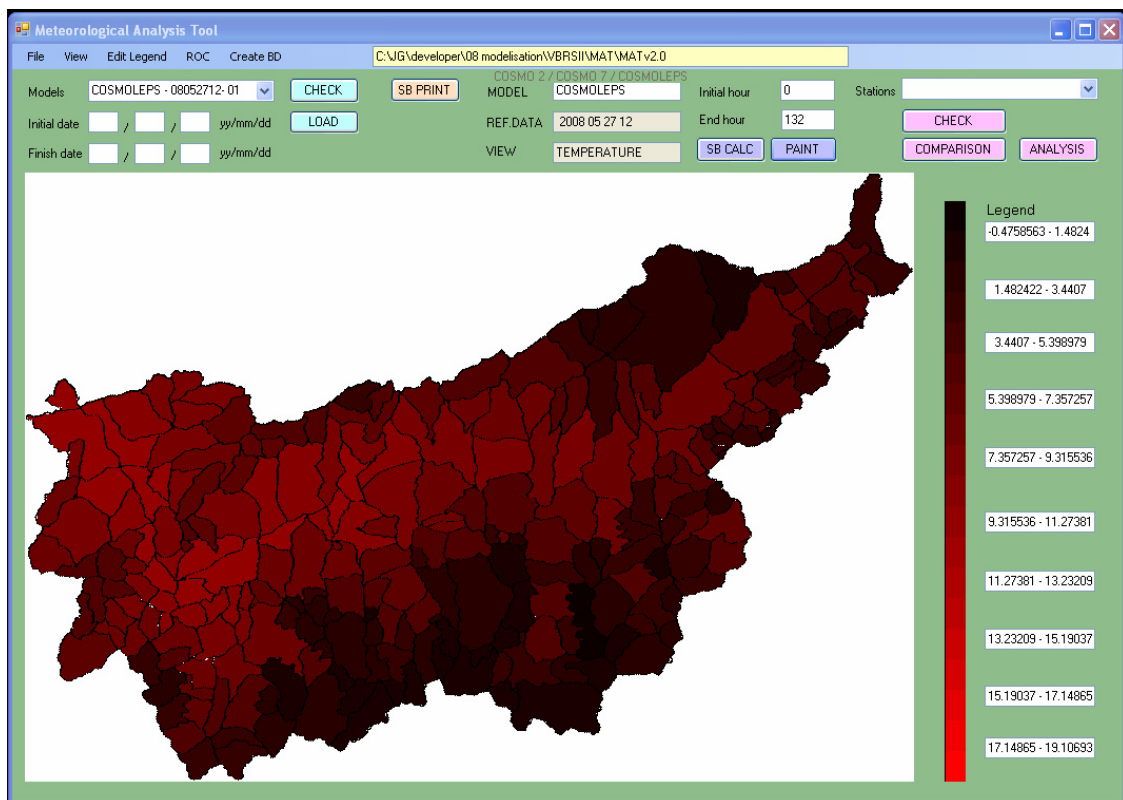 Meteorological Analysis Tool
File View Edit Legend ROC Create BD C:\JG\developer\08 modelisation\VBRSII\MAT\MATv2.0
COSMO 2 / COSMO 7 / COSMOLEPS
Models COSMOLEPS - 08052712- 01 CHECK SB PRINT MODEL COSMOLEPS Initial hour 0 Stations
Initial date / / yy/mm/dd LOAD REF.DATA 2008 05 27 12 End hour 132 CHECK
Finish date / / yy/mm/dd VIEW TEMPERATURE SB CALC PAINT COMPARISON ANALYSIS
Legend
-0.4758563 - 1.4824
1.482422 - 3.4407
3.4407 - 5.398979
5.398979 - 7.357257
7.357257 - 9.315536
9.315536 - 11.27381
11.27381 - 13.23209
13.23209 - 15.19037
15.19037 - 17.14865
17.14865 - 19.10693